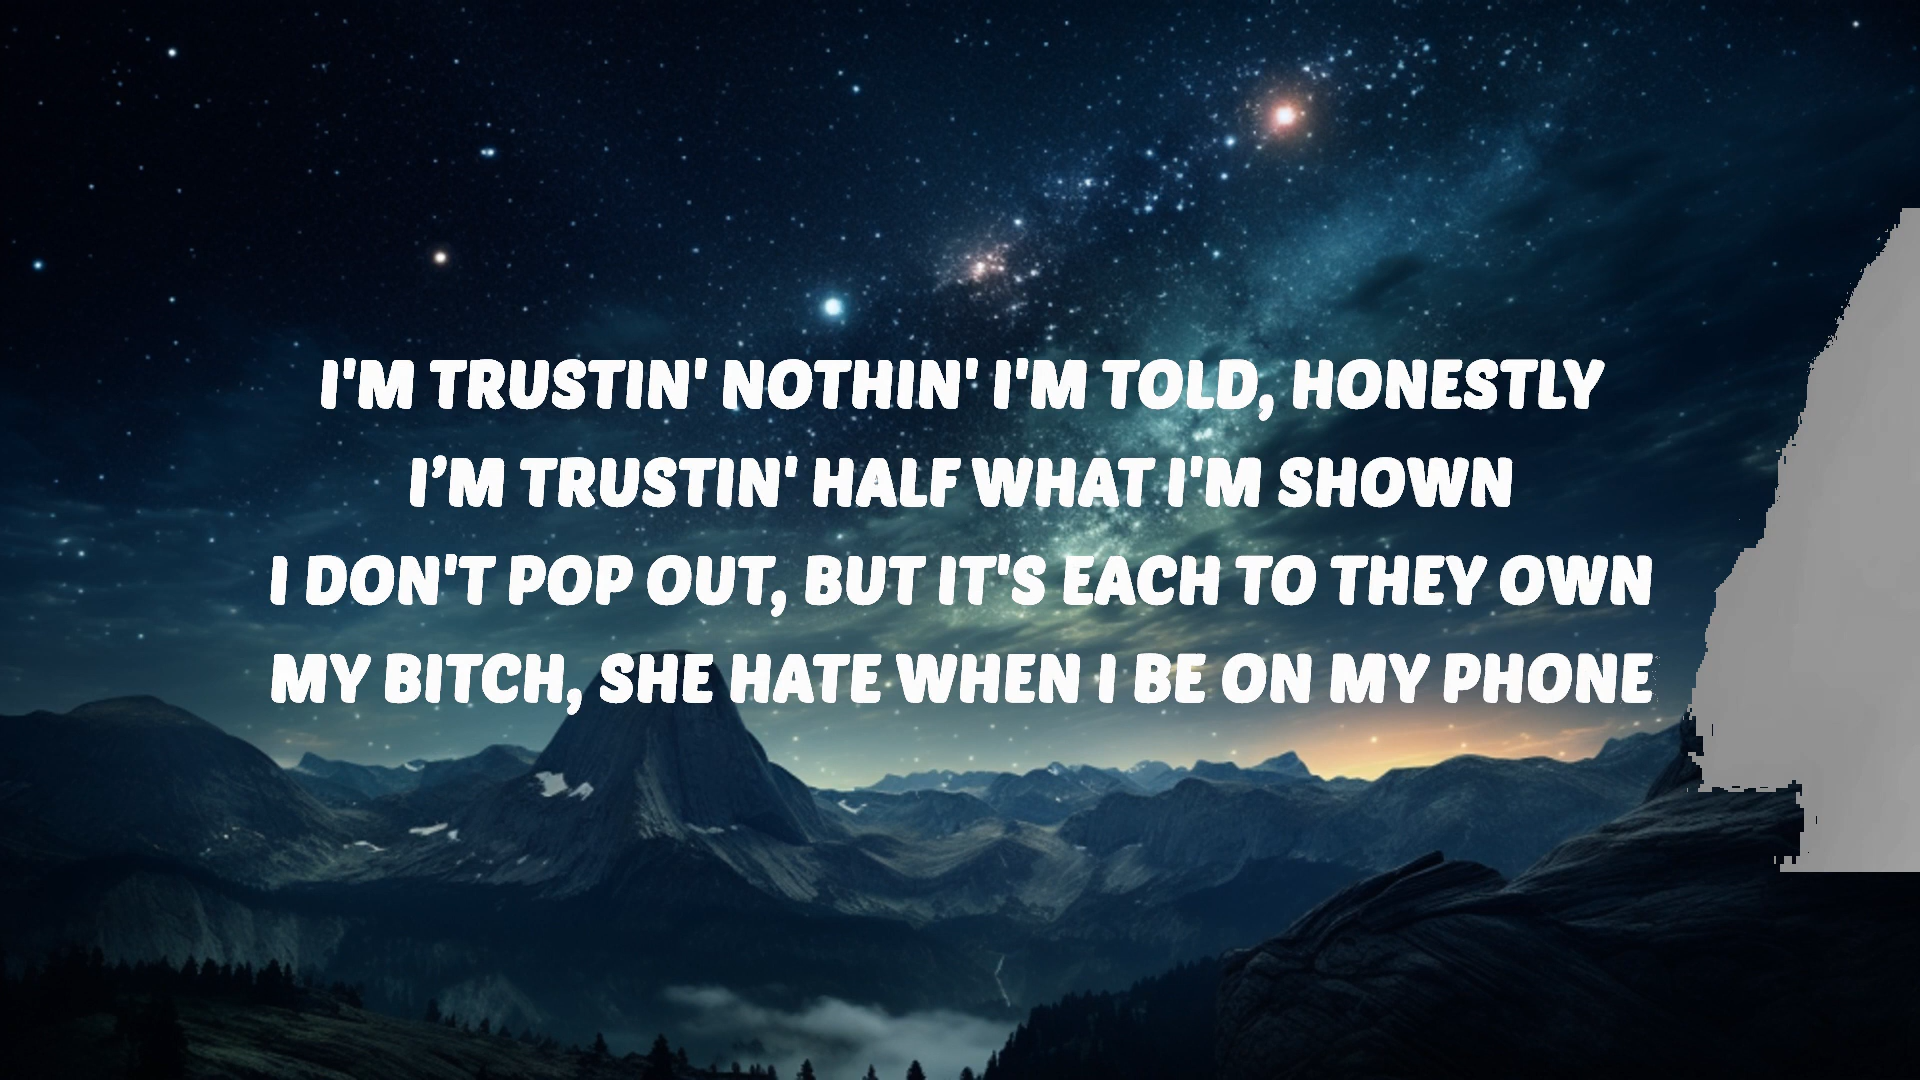 I'M TRUSTIN' NOTHIN' I'M TOLD, HONESTLY
I’M TRUSTIN' HALF WHAT I'M SHOWN
I DON'T POP OUT, BUT IT'S EACH TO THEY OWN
MY BITCH, SHE HATE WHEN I BE ON MY PHONE